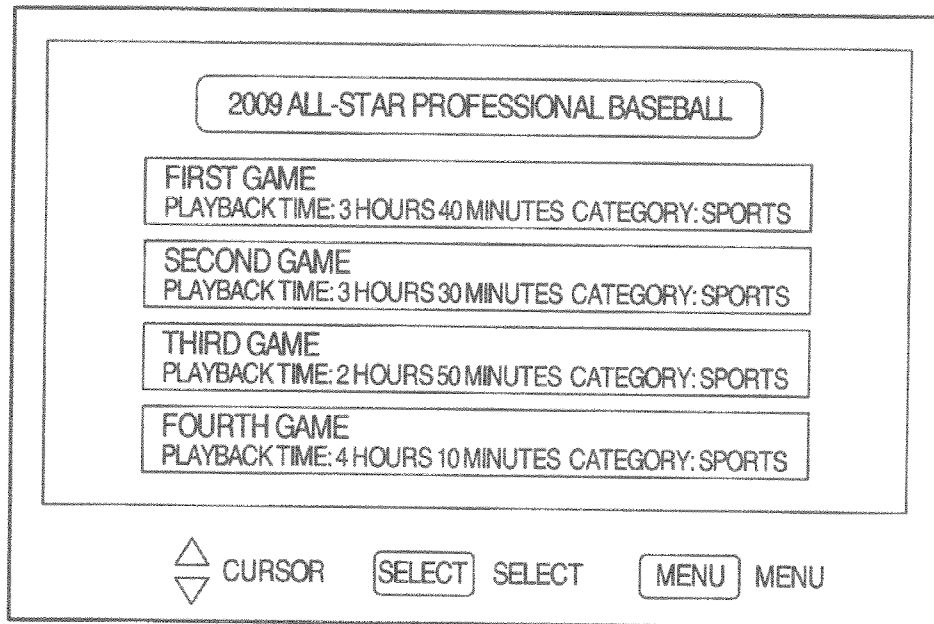 2009 ALL-STAR PROFESSIONAL BASEBALL
FIRST GAME
PLAYBACK TIME: 3 HOURS 40 MINUTES CATEGORY: SPORTS
SECOND GAME
PLAYBACK TIME: 3 HOURS 30 MINUTES CATEGORY: SPORTS
THIRD GAME
PLAYBACK TIME: 2 HOURS 50 MINUTES CATEGORY: SPORTS
FOURTH GAME
PLAYBACK TIME: 4 HOURS 10 MINUTES CATEGORY: SPORTS
CURSOR SELECT SELECT MENU MENU